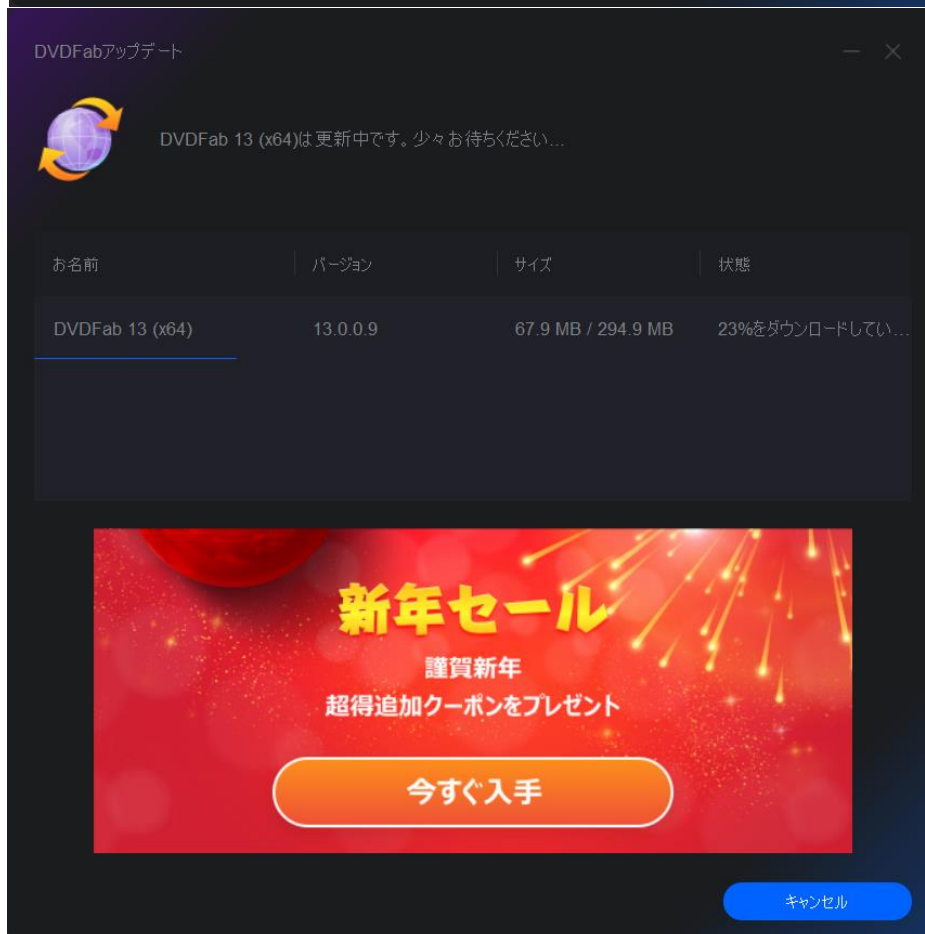 DVDFabアップデート
DVDFab 13 (x64)は更新中です。少々お待ちください...
お名前 バージョン サイズ 状態
DVDFab 13 (x64) 13.0.0.9 67.9 MB / 294.9 MB 23%をダウンロードしてい...
新年セール
謹賀新年
超得追加クーポンをプレゼント
今すぐ入手
キャンセル